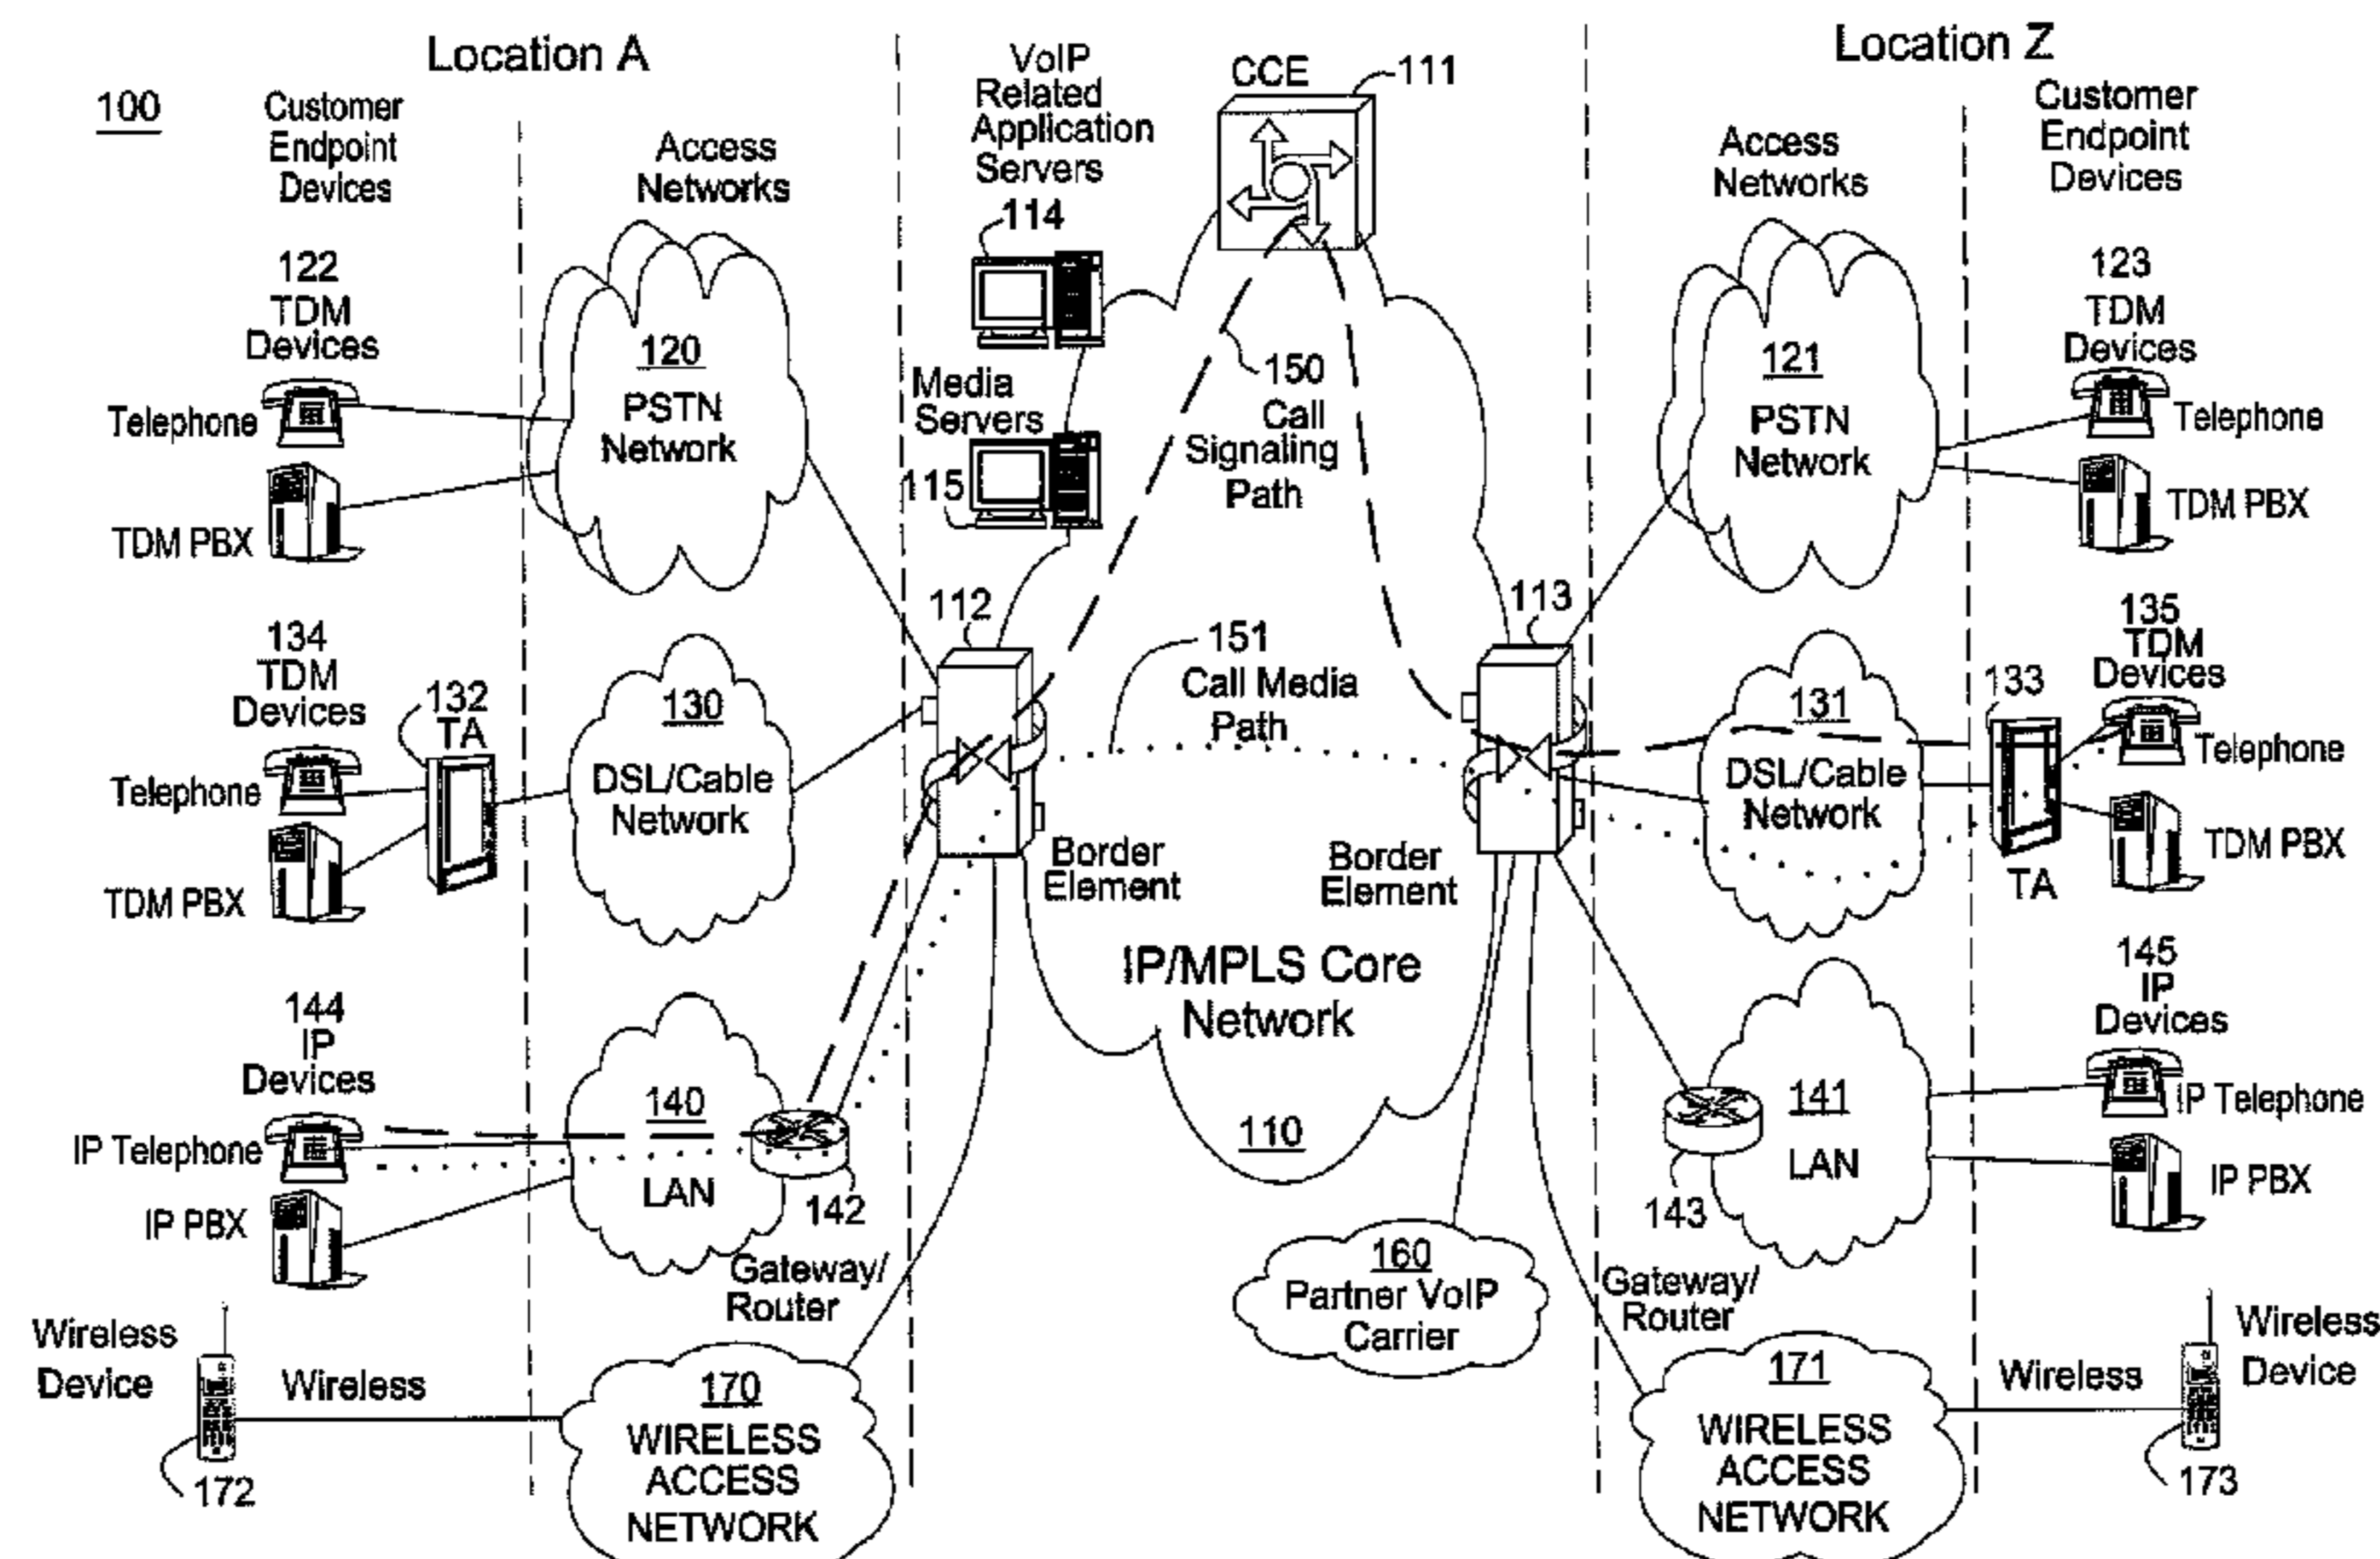 Location A
Location Z
100
Customer
Endpoint
Devices
Access
Networks
VoIP
Related
Application
Servers
114
CCE
111
Access
Networks
Customer
Endpoint
Devices
122
TDM
Devices
Telephone
TDM PBX
120
PSTN
Network
Media
Servers
115
150
Call
Signaling
Path
121
PSTN
Network
123
TDM
Devices
Telephone
TDM PBX
134
TDM
Devices
132
TA
Telephone
TDM PBX
130
DSL/Cable
Network
112
Border
Element
151
Call Media
Path
113
Border
Element
131
DSL/Cable
Network
133
TA
135
TDM
Devices
Telephone
TDM PBX
IP/MPLS Core
Network
110
144
IP
Devices
IP Telephone
IP PBX
140
LAN
142
Gateway/
Router
160
Partner VoIP
Carrier
143
Gateway/
Router
141
LAN
145
IP
Devices
IP Telephone
IP PBX
Wireless
Device
Wireless
172
170
WIRELESS
ACCESS
NETWORK
171
WIRELESS
ACCESS
NETWORK
Wireless
Wireless
Device
173